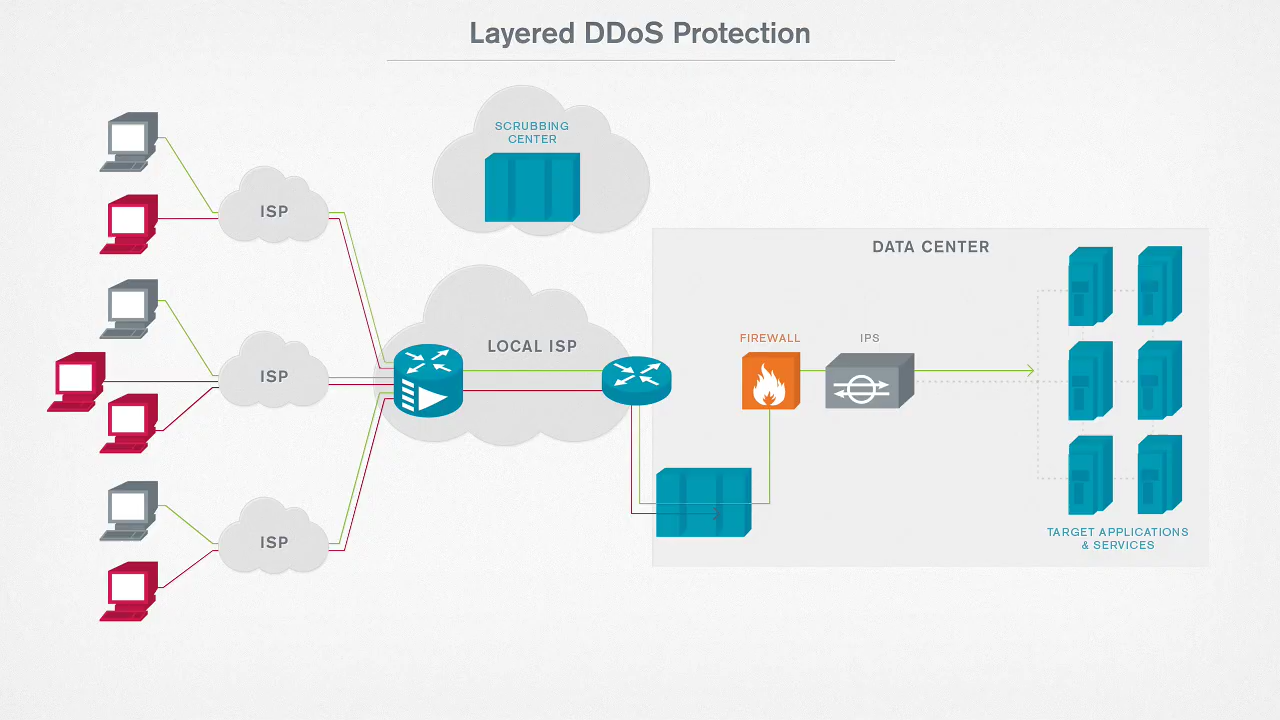 Layered DDoS Protection
SCRUBBING
CENTER
ISP
DATA CENTER
LOCAL ISP
FIREWALL
IPS
ISP
ISP
TARGET APPLICATIONS
& SERVICES